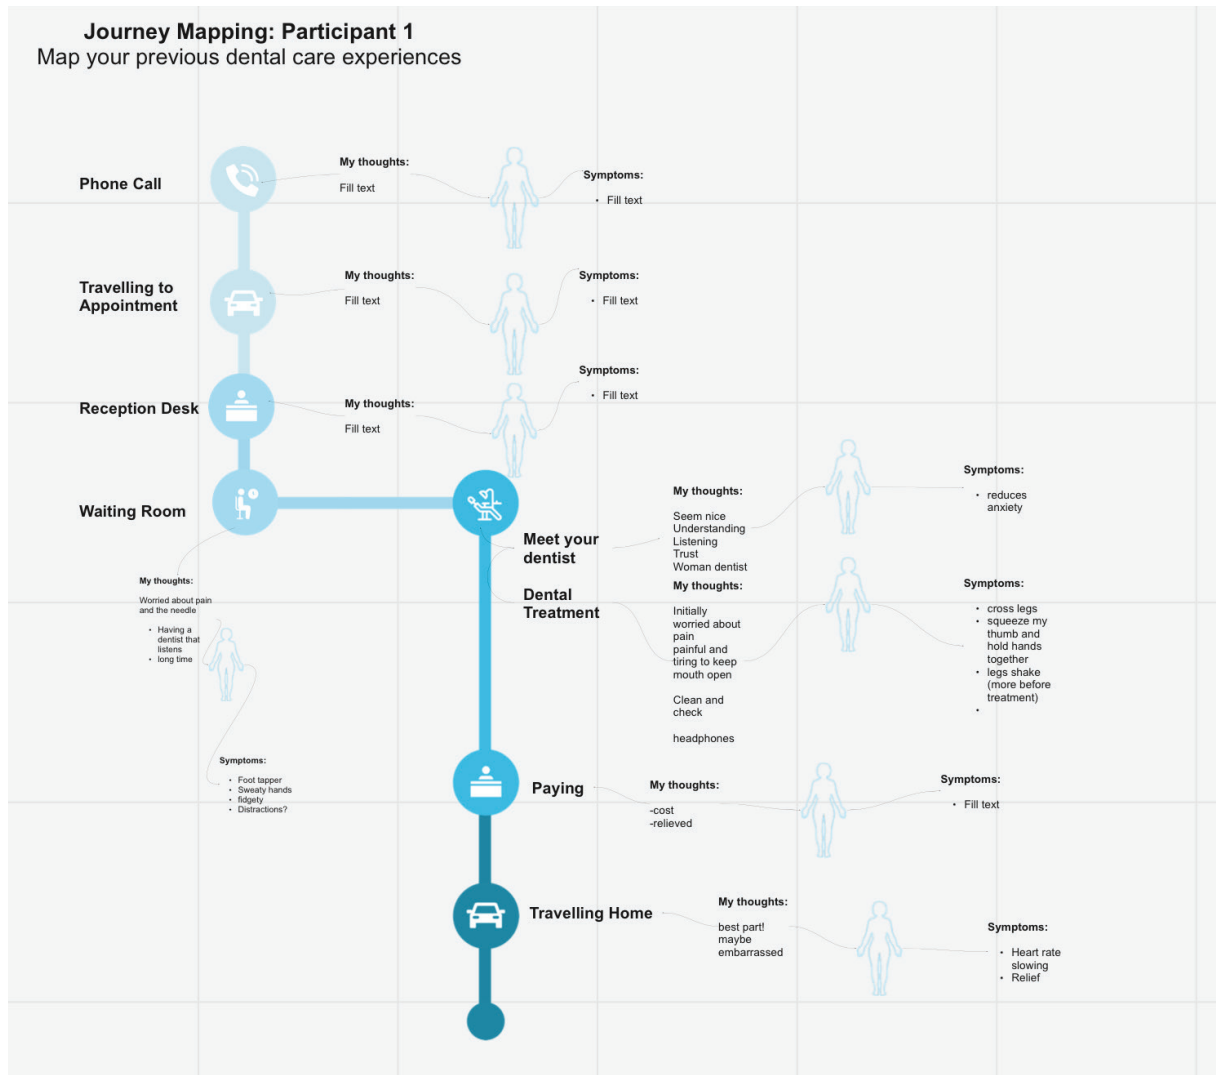 Journey Mapping: Participant 1
Map your previous dental care experiences
Phone Call
My thoughts:
Fill text
Symptoms:
• Fill text
Travelling to
Appointment
My thoughts:
Fill text
Symptoms:
• Fill text
Reception Desk
My thoughts:
Fill text
Symptoms:
• Fill text
Waiting Room
My thoughts:
Worried about pain
and the needle
• Having a
dentist that
listens
• long time
Symptoms:
• Foot tapper
• Sweaty hands
• fidgety
• Distractions?
Meet your
dentist
My thoughts:
Seem nice
Understanding
Listening
Trust
Woman dentist
Symptoms:
• reduces
anxiety
Dental
Treatment
My thoughts:
Initially
worried about
pain
painful and
tiring to keep
mouth open
Clean and
check
headphones
Symptoms:
• cross legs
• squeeze my
thumb and
hold hands
together
• legs shake
(more before
treatment)
•
Paying
My thoughts:
-cost
-relieved
Symptoms:
• Fill text
Travelling Home
My thoughts:
best part!
maybe
embarrassed
Symptoms:
• Heart rate
slowing
• Relief